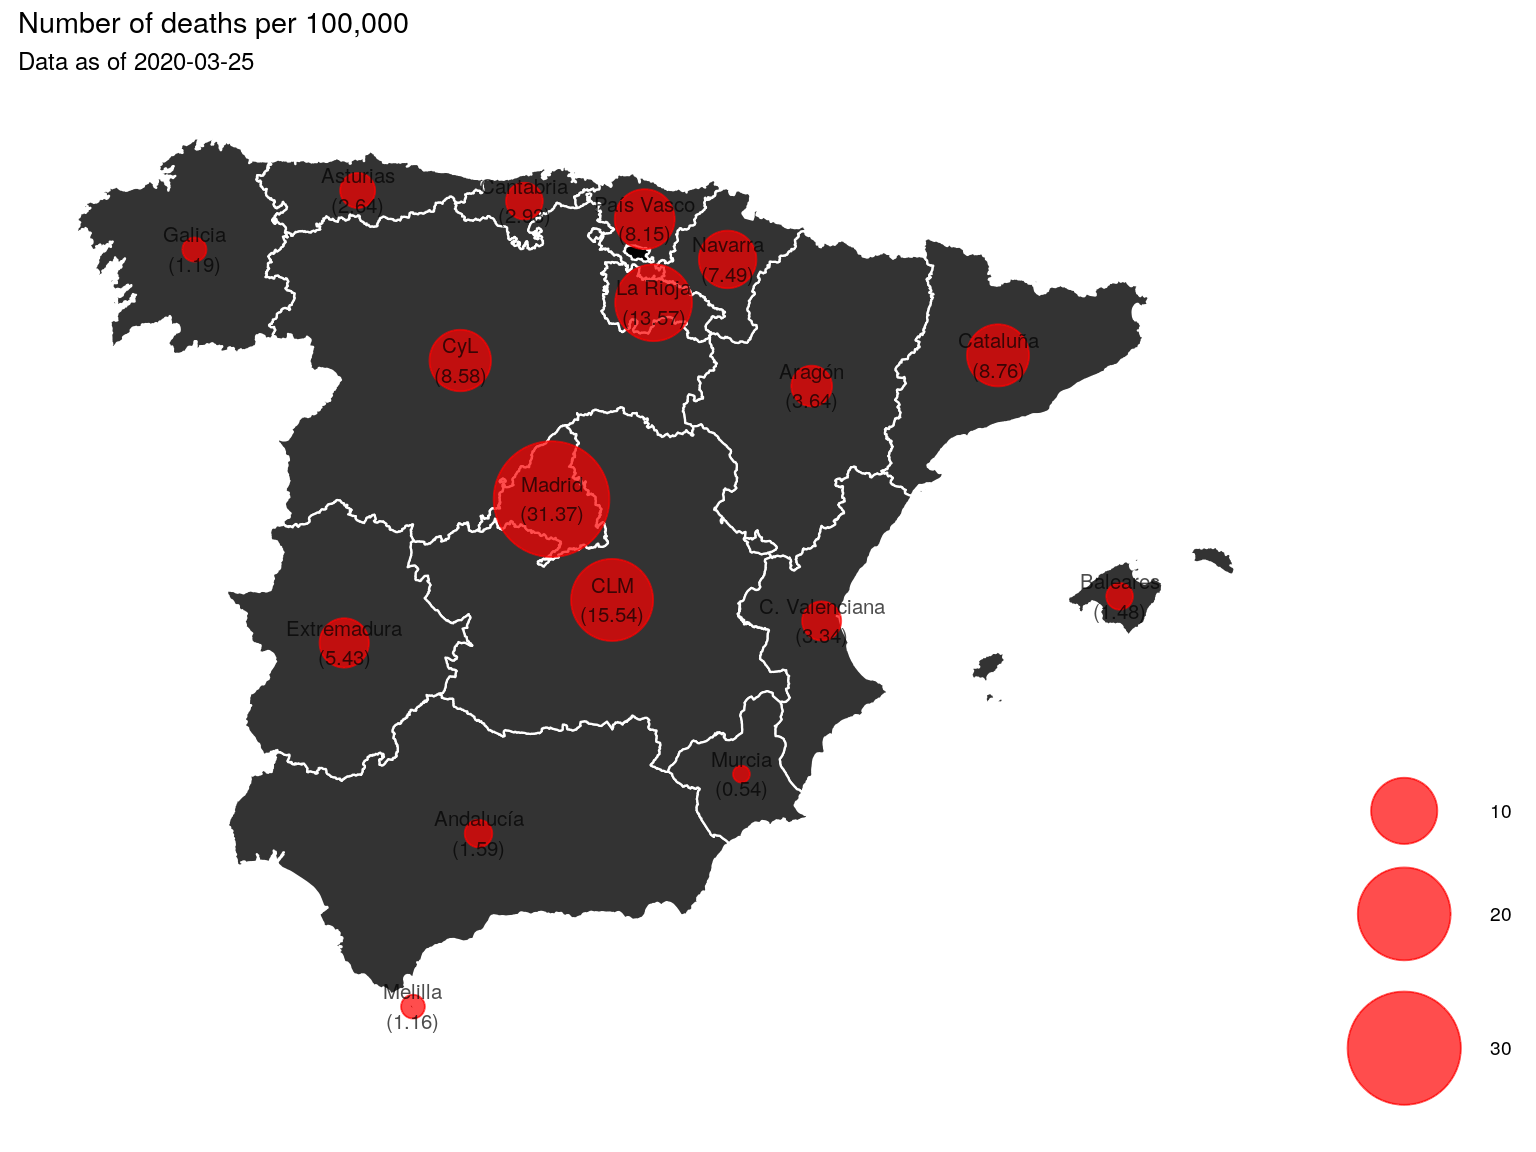 Number of deaths per 100,000
Data as of 2020-03-25
Asturias
(2.64)
Cantabria
País Vasco
(8.15)
Galicia
(1.19)
Navarra
(7.49)
La Rioja
(13.57)
CyL
(8.58)
Cataluña
(8.76)
Aragón
(3.64)
Madrid
(31.37)
CLM
(15.54)
Baleares
(1.48)
C. Valenciana
(3.34)
Extremadura
(5.43)
Murcia
(0.54)
Andalucía
(1.59)
Melilla
(1.16)
10
20
30